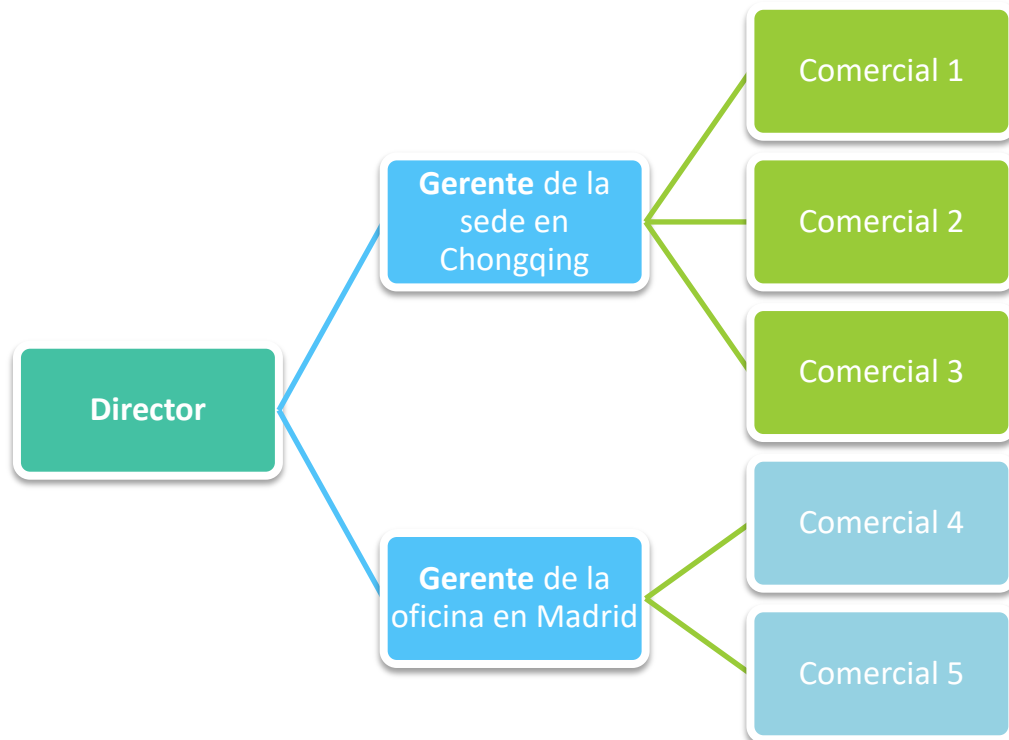 Director
Gerente de la
sede en
Chongqing
Comercial 1
Comercial 2
Comercial 3
Gerente de la
oficina en Madrid
Comercial 4
Comercial 5